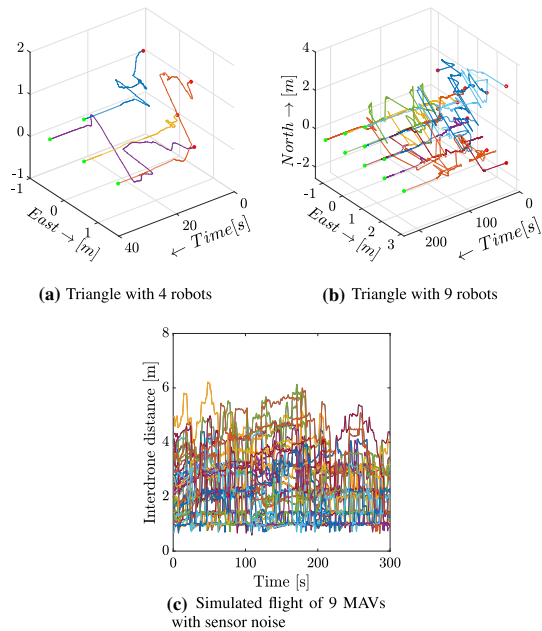 2
1
0
-1
-1
0
1
East → [m]
40
20
0
← Time[s]
(a) Triangle with 4 robots
North → [m]
4
2
0
-2
-1
0
1
2
3
East → [m]
200
100
0
← Time[s]
(b) Triangle with 9 robots
Interdrone distance [m]
8
6
4
2
0
0
100
200
300
Time [s]
(c) Simulated flight of 9 MAVs
with sensor noise